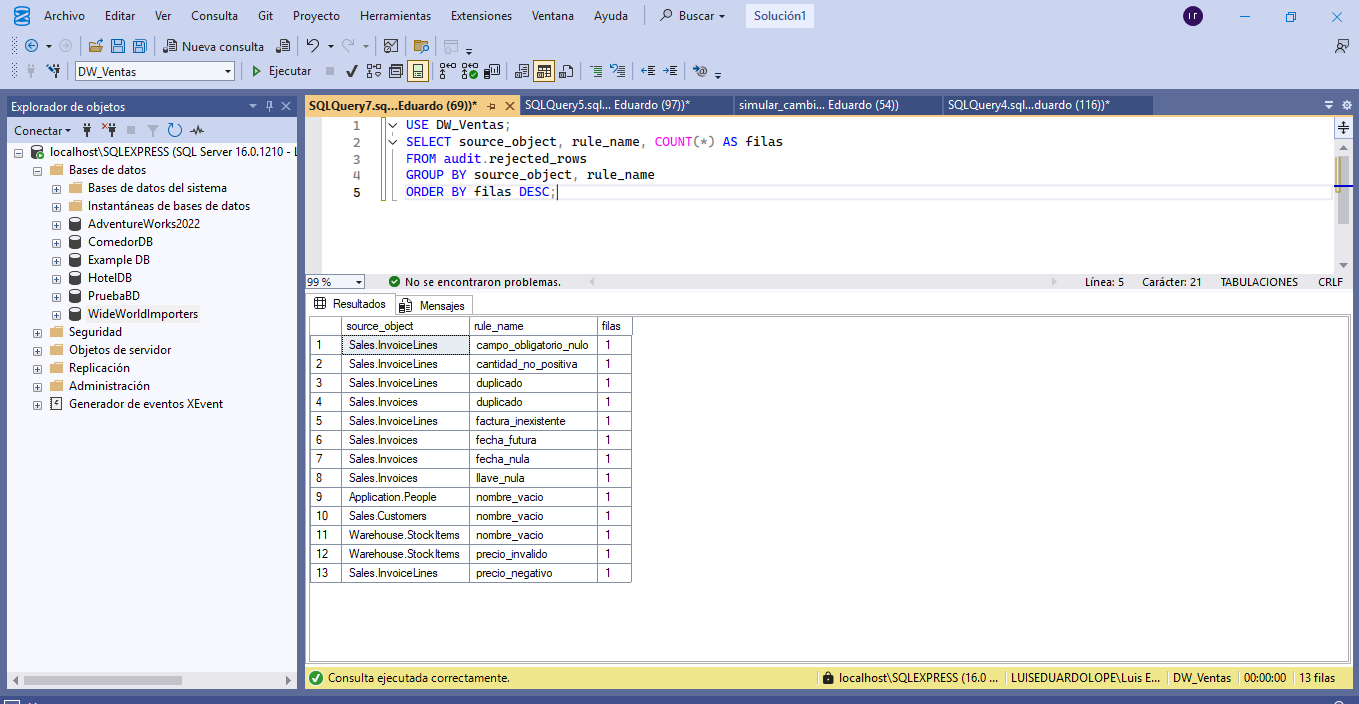 Archivo Editar Ver Consulta Git Proyecto Herramientas Extensiones Ventana Ayuda Buscar Solución1
Nueva consulta
DW_Ventas Ejecutar
Explorador de objetos
Conectar
localhost\SQLEXPRESS (SQL Server 16.0.1210 - L
Bases de datos
Bases de datos del sistema
Instantáneas de bases de datos
AdventureWorks2022
ComedorDB
Example DB
HotelDB
PruebaBD
WideWorldImporters
Seguridad
Objetos de servidor
Replicación
Administración
Generador de eventos XEvent
SQLQuery7.sq...Eduardo (69))* SQLQuery5.sql... Eduardo (97))* simular_cambi... Eduardo (54)) SQLQuery4.sql...duardo (116))*
1 USE DW_Ventas;
2 SELECT source_object, rule_name, COUNT(*) AS filas
3 FROM audit.rejected_rows
4 GROUP BY source_object, rule_name
5 ORDER BY filas DESC;
99 % No se encontraron problemas. Línea: 5 Carácter: 21 TABULACIONES CRLF
Resultados Mensajes
source_object rule_name filas
1 Sales.InvoiceLines campo_obligatorio_nulo 1
2 Sales.InvoiceLines cantidad_no_positiva 1
3 Sales.InvoiceLines duplicado 1
4 Sales.Invoices duplicado 1
5 Sales.InvoiceLines factura_inexistente 1
6 Sales.Invoices fecha_futura 1
7 Sales.Invoices fecha_nula 1
8 Sales.Invoices llave_nula 1
9 Application.People nombre_vacio 1
10 Sales.Customers nombre_vacio 1
11 Warehouse.StockItems nombre_vacio 1
12 Warehouse.StockItems precio_invalido 1
13 Sales.InvoiceLines precio_negativo 1
Consulta ejecutada correctamente. localhost\SQLEXPRESS (16.0 ... LUISEDUARDOLOPE\Luis E... DW_Ventas 00:00:00 13 filas